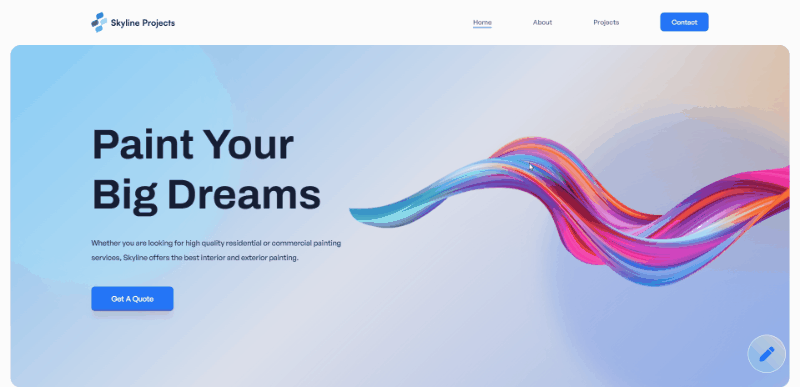 Skyline Projects
Home
About
Projects
Contact
Paint Your
Big Dreams
Whether you are looking for high quality residential or commercial painting
services, Skyline offers the best interior and exterior painting.
Get A Quote